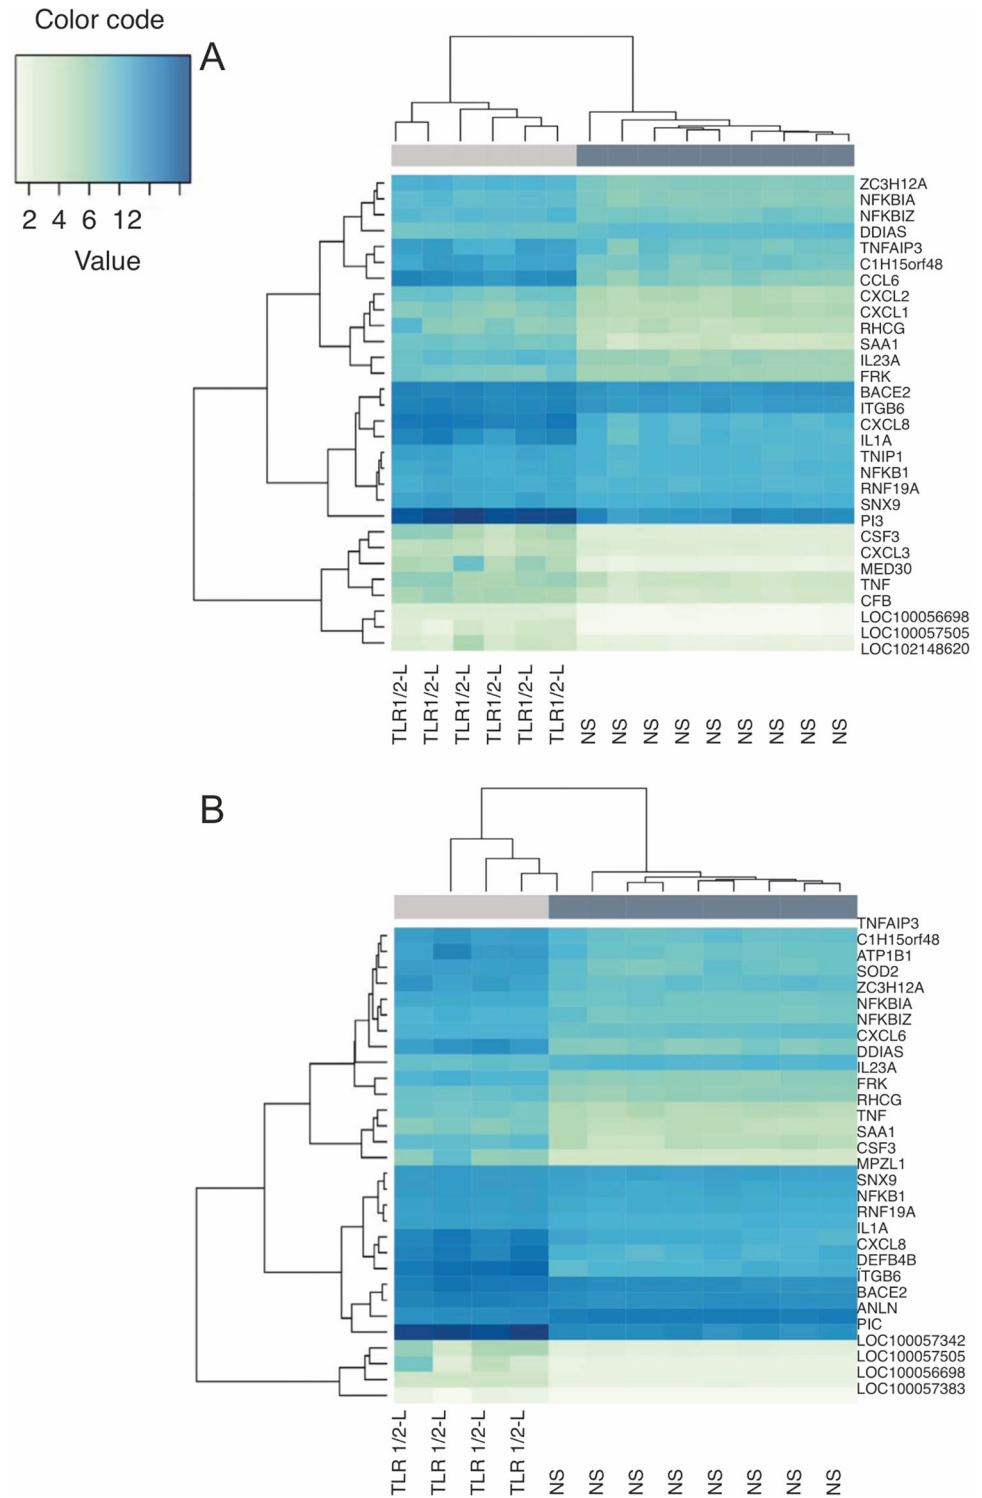 Color code
A
2 4 6 12
Value
ZC3H12A
NFKBIA
NFKBIZ
DDIAS
TNFAIP3
C1H15orf48
CCL6
CXCL2
CXCL1
RHCG
SAA1
IL23A
FRK
BACE2
ITGB6
CXCL8
IL1A
TNIP1
NFKB1
RNF19A
SNX9
PI3
CSF3
CXCL3
MED30
TNF
CFB
LOC100056698
LOC100057505
LOC102148620
TLR1/2-L TLR1/2-L TLR1/2-L TLR1/2-L TLR1/2-L TLR1/2-L NS NS NS NS NS NS NS NS NS
B
TNFAIP3
C1H15orf48
ATP1B1
SOD2
ZC3H12A
NFKBIA
NFKBIZ
CXCL6
DDIAS
IL23A
FRK
RHCG
TNF
SAA1
CSF3
MPZL1
SNX9
NFKB1
RNF19A
IL1A
CXCL8
DEFB4B
ITGB6
BACE2
ANLN
PIC
LOC100057342
LOC100057505
LOC100056698
LOC100057383
TLR 1/2-L TLR 1/2-L TLR 1/2-L TLR 1/2-L NS NS NS NS NS NS NS NS